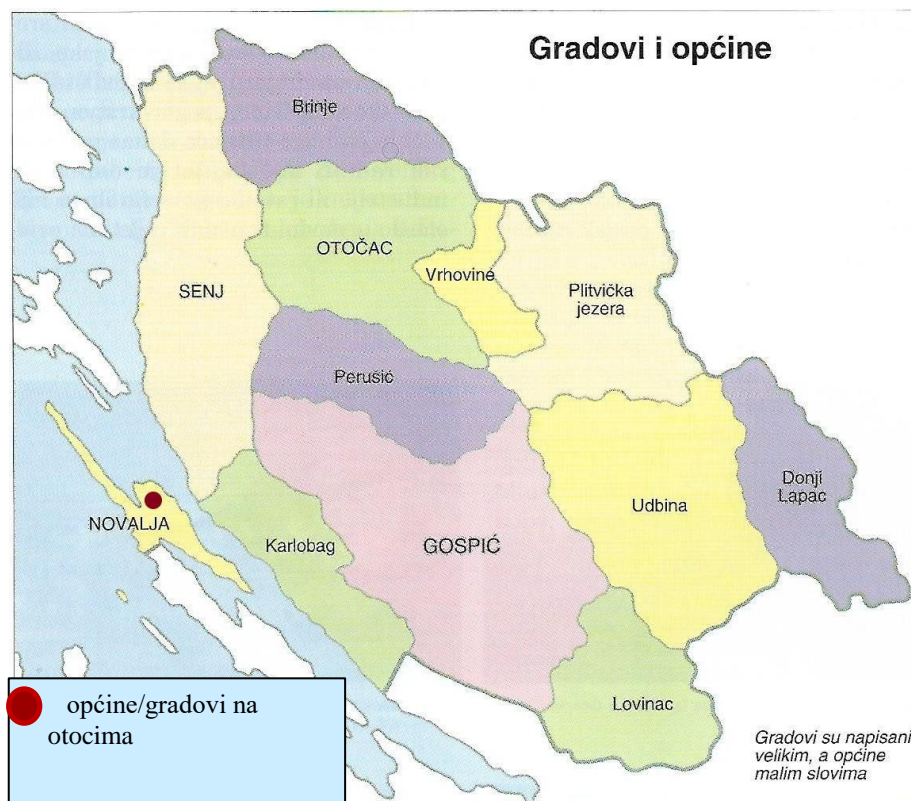 Gradovi i općine
Brinje
OTOČAC
Vrhovine
SENJ
Plitvička
jezera
Perušić
Donji
Lapac
Udbina
NOVALJA
Karlobag
GOSPIĆ
Lovinac
općine/gradovi na
otocima
Gradovi su napisani
velikim, a općine
malim slovima